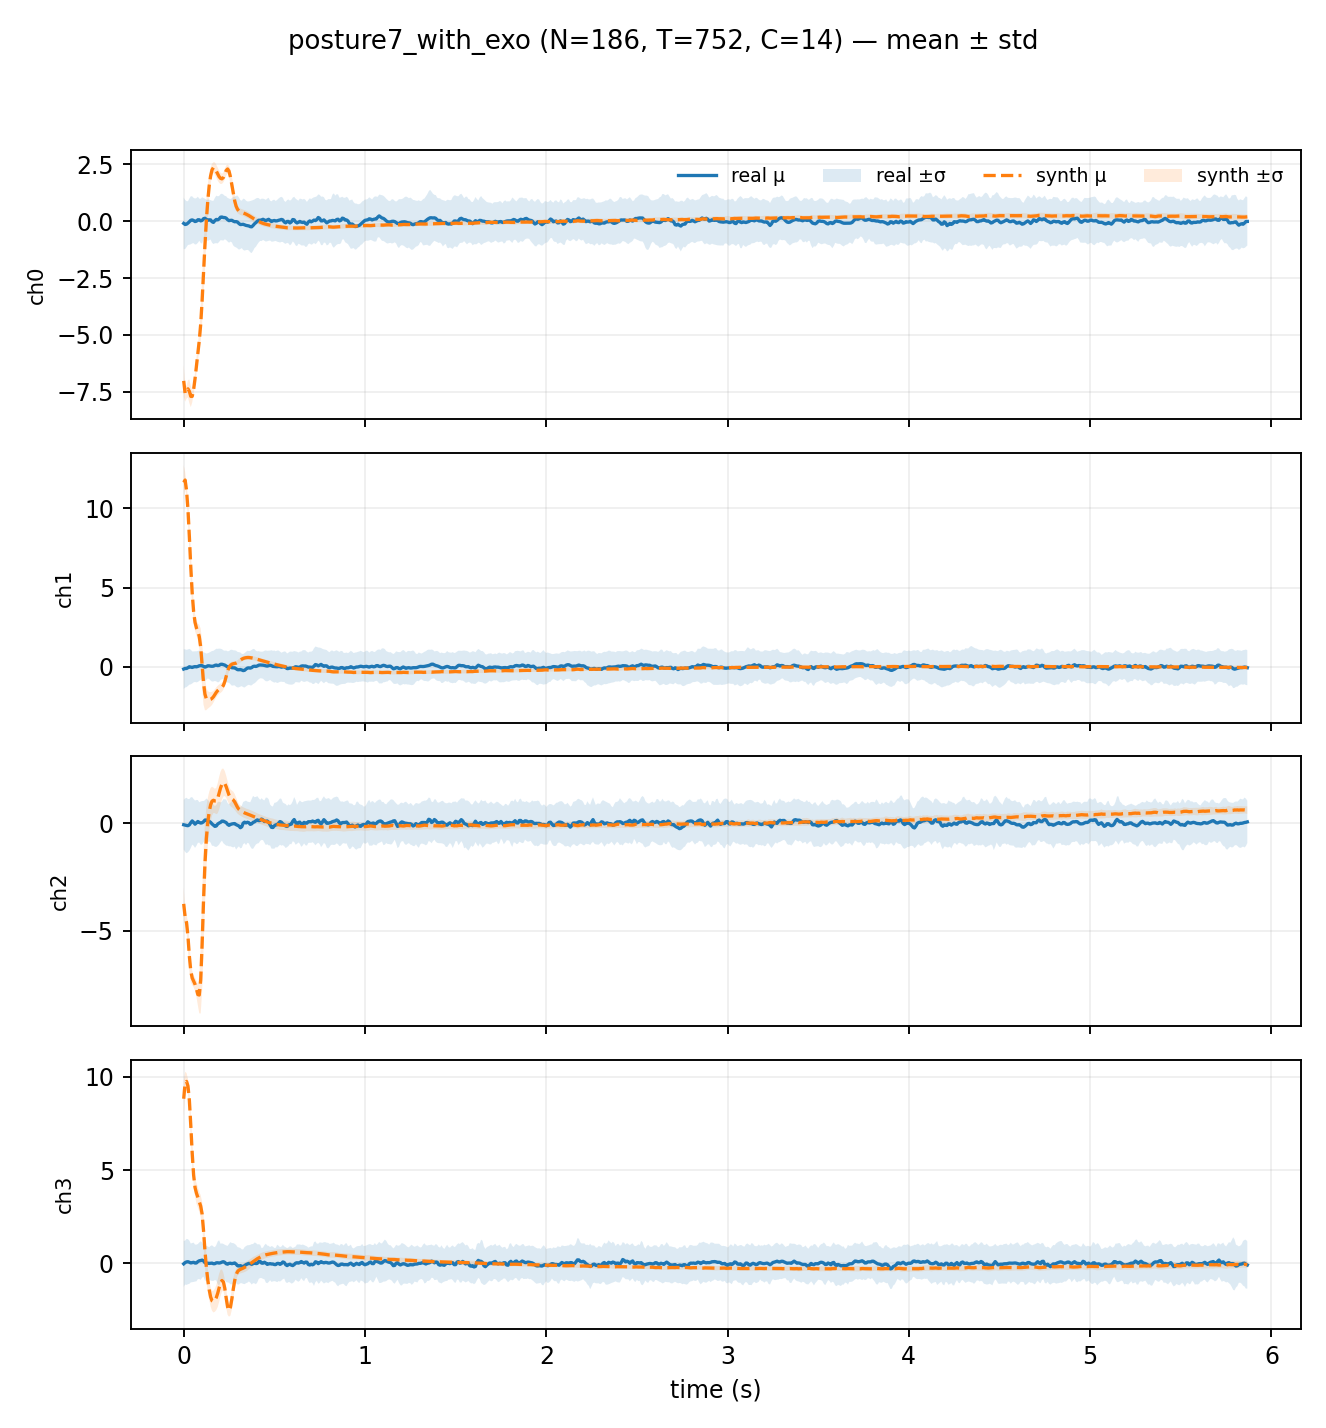 posture7_with_exo (N=186, T=752, C=14) — mean ± std
2.5
0.0
−2.5
−5.0
−7.5
ch0
real μ real ±σ synth μ synth ±σ
10
5
0
ch1
0
−5
ch2
10
5
0
ch3
0 1 2 3 4 5 6
time (s)